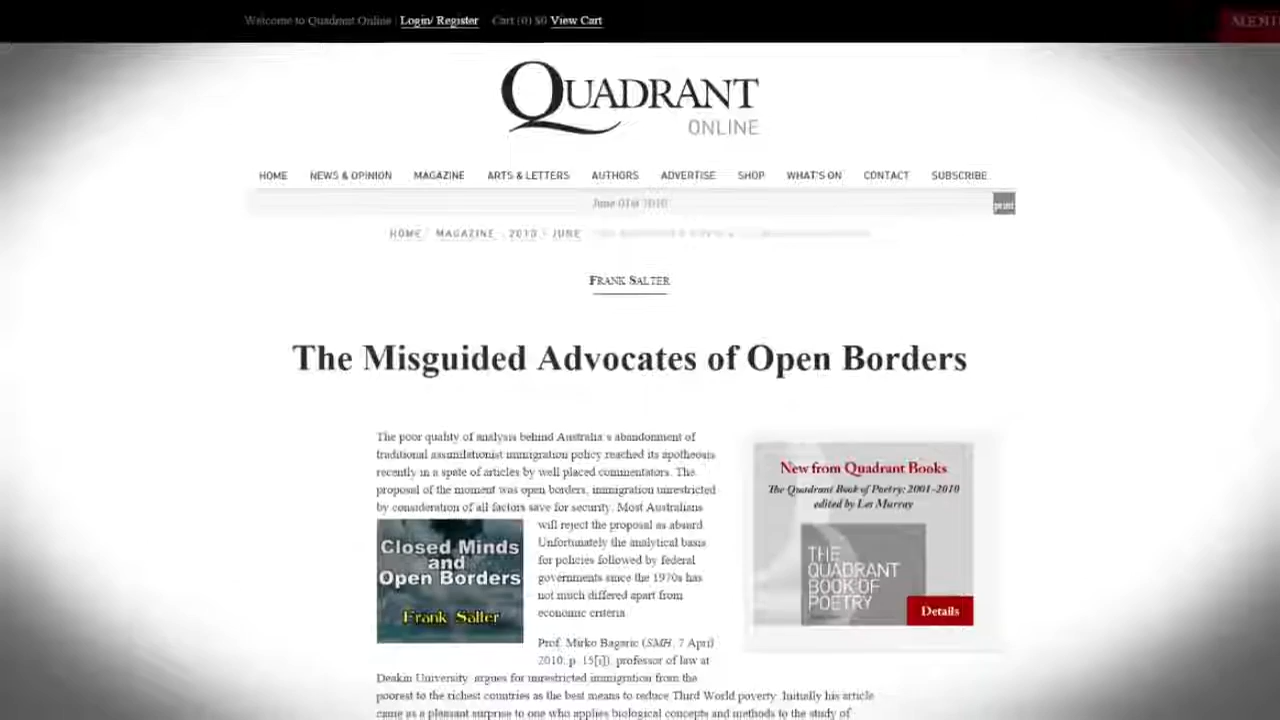 Welcome to Quadrant Online | Login/ Register Cart (0) $0 View Cart
QUADRANT
ONLINE
HOME NEWS & OPINION MAGAZINE ARTS & LETTERS AUTHORS ADVERTISE SHOP WHAT'S ON CONTACT SUBSCRIBE
June 01st 2010 print
HOME / MAGAZINE / 2010 / JUNE
FRANK SALTER
The Misguided Advocates of Open Borders
The poor quality of analysis behind Australia's abandonment of
traditional assimilationist immigration policy reached its apotheosis
recently in a spate of articles by well placed commentators. The
proposal of the moment was open borders, immigration unrestricted
by consideration of all factors save for security. Most Australians
will reject the proposal as absurd.
Unfortunately the analytical basis
for policies followed by federal
governments since the 1970s has
not much differed apart from
economic criteria.
Closed Minds
and
Open Borders
Frank Salter
Prof. Mirko Bagaric (SMH, 7 April
2010, p. 15[i]), professor of law at
Deakin University, argues for unrestricted immigration from the
poorest to the richest countries as the best means to reduce Third World poverty. Initially his article
came as a pleasant surprise to one who applies biological concepts and methods to the study of
New from Quadrant Books
The Quadrant Book of Poetry: 2001–2010
edited by Les Murray
THE
QUADRANT
BOOK OF
POETRY
Details